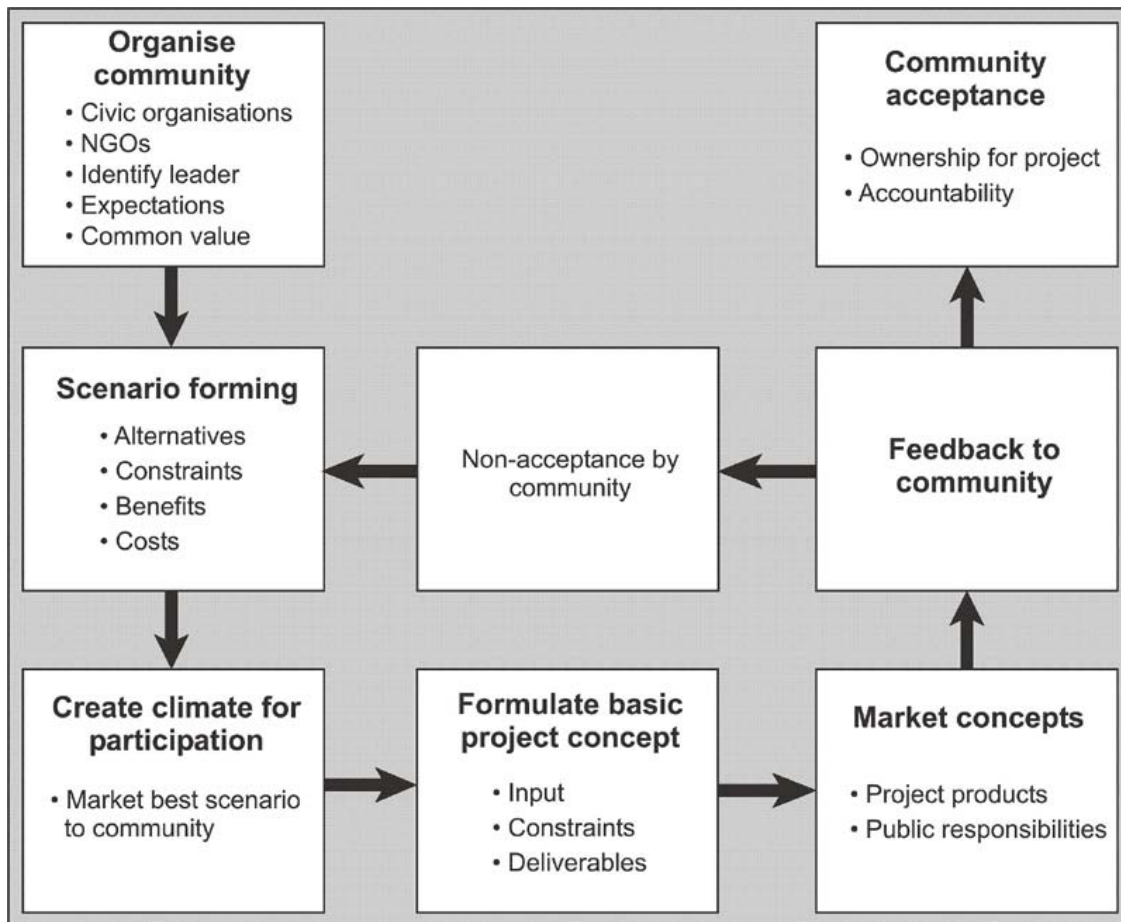 Organise
community
• Civic organisations
• NGOs
• Identify leader
• Expectations
• Common value
Community
acceptance
• Ownership for project
• Accountability
Scenario forming
• Alternatives
• Constraints
• Benefits
• Costs
Non-acceptance by
community
Feedback to
community
Create climate for
participation
• Market best scenario
to community
Formulate basic
project concept
• Input
• Constraints
• Deliverables
Market concepts
• Project products
• Public responsibilities